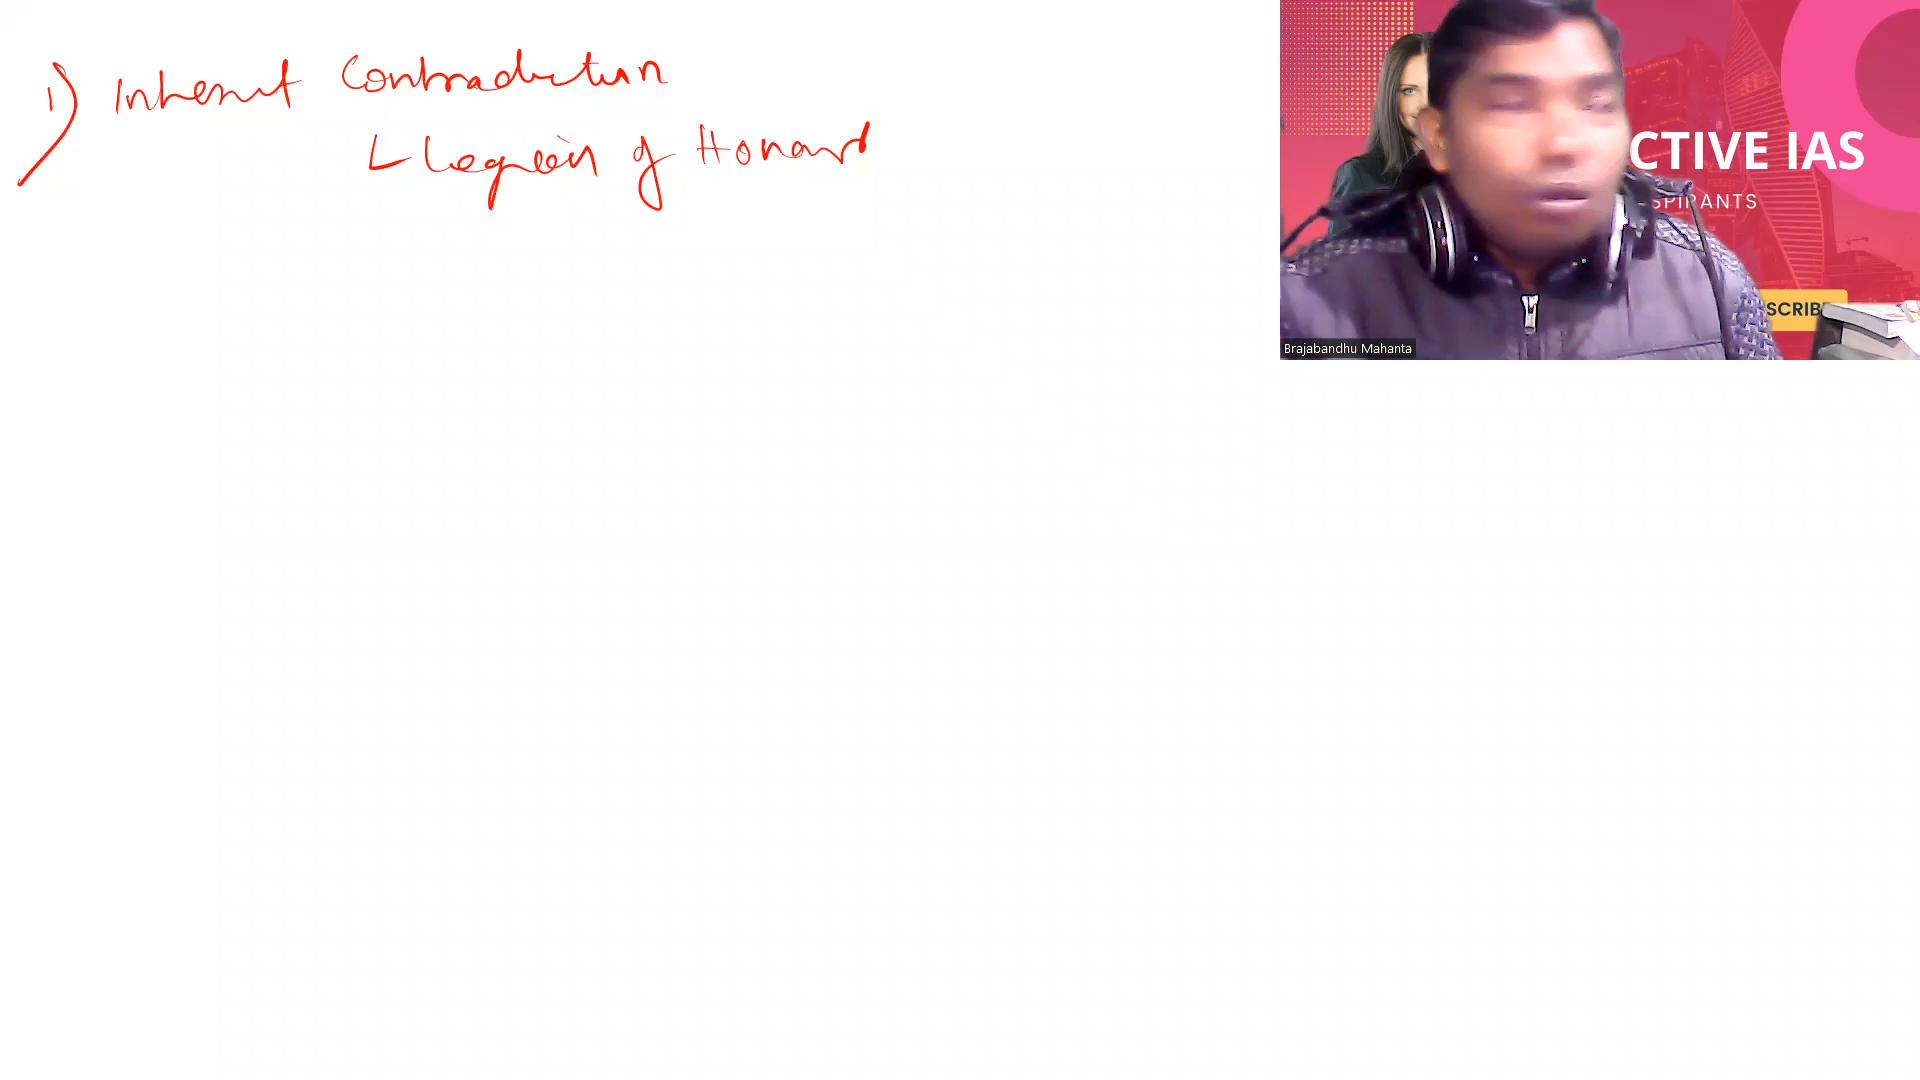 1) Inherent Contradiction
Legion of Honour
CTIVE IAS
SPIRANTS
SCRIB
Brajabandhu Mahanta